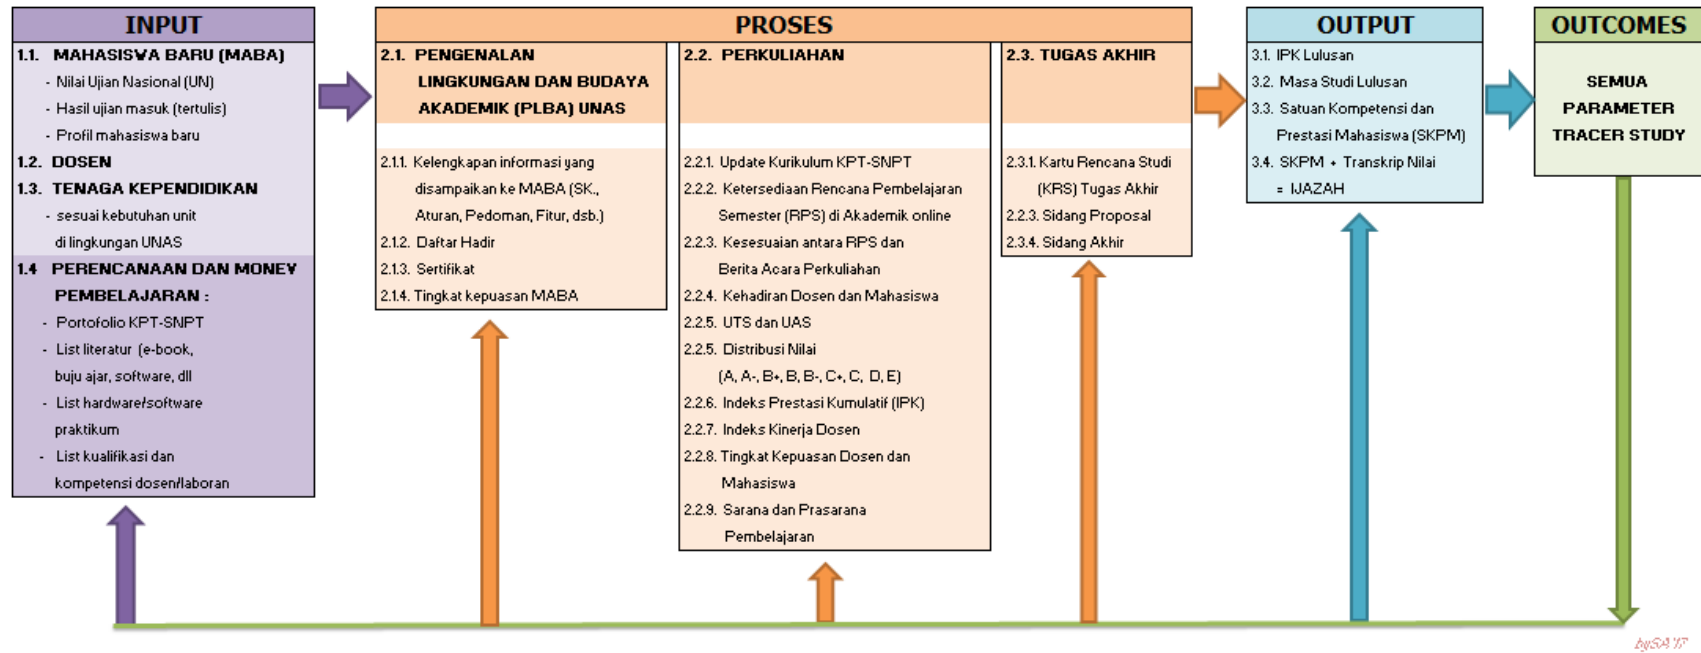 INPUT
1.1. MAHASISWA BARU (MABA)
- Nilai Ujian Nasional (UN)
- Hasil ujian masuk (tertulis)
- Profil mahasiswa baru
1.2. DOSEN
1.3. TENAGA KEPENDIDIKAN
- sesuai kebutuhan unit
di lingkungan UNAS
1.4 PERENCANAAN DAN MONEV
PEMBELAJARAN :
- Portofolio KPT-SNPT
- List literatur (e-book,
buju ajar, software, dll
- List hardware/software
praktikum
- List kualifikasi dan
kompetensi dosen/laboran
PROSES
2.1. PENGENALAN
LINGKUNGAN DAN BUDAYA
AKADEMIK (PLBA) UNAS
2.1.1. Kelengkapan informasi yang
disampaikan ke MABA (SK.,
Aturan, Pedoman, Fitur, dsb.)
2.1.2. Daftar Hadir
2.1.3. Sertifikat
2.1.4. Tingkat kepuasan MABA
2.2. PERKULIAHAN
2.2.1. Update Kurikulum KPT-SNPT
2.2.2. Ketersediaan Rencana Pembelajaran
Semester (RPS) di Akademik online
2.2.3. Kesesuaian antara RPS dan
Berita Acara Perkuliahan
2.2.4. Kehadiran Dosen dan Mahasiswa
2.2.5. UTS dan UAS
2.2.5. Distribusi Nilai
(A, A-, B+, B, B-, C+, C, D, E)
2.2.6. Indeks Prestasi Kumulatif (IPK)
2.2.7. Indeks Kinerja Dosen
2.2.8. Tingkat Kepuasan Dosen dan
Mahasiswa
2.2.9. Sarana dan Prasarana
Pembelajaran
2.3. TUGAS AKHIR
2.3.1. Kartu Rencana Studi
(KRS) Tugas Akhir
2.2.3. Sidang Proposal
2.3.4. Sidang Akhir
OUTPUT
3.1. IPK Lulusan
3.2. Masa Studi Lulusan
3.3. Satuan Kompetensi dan
Prestasi Mahasiswa (SKPM)
3.4. SKPM + Transkrip Nilai
= IJAZAH
OUTCOMES
SEMUA
PARAMETER
TRACER STUDY